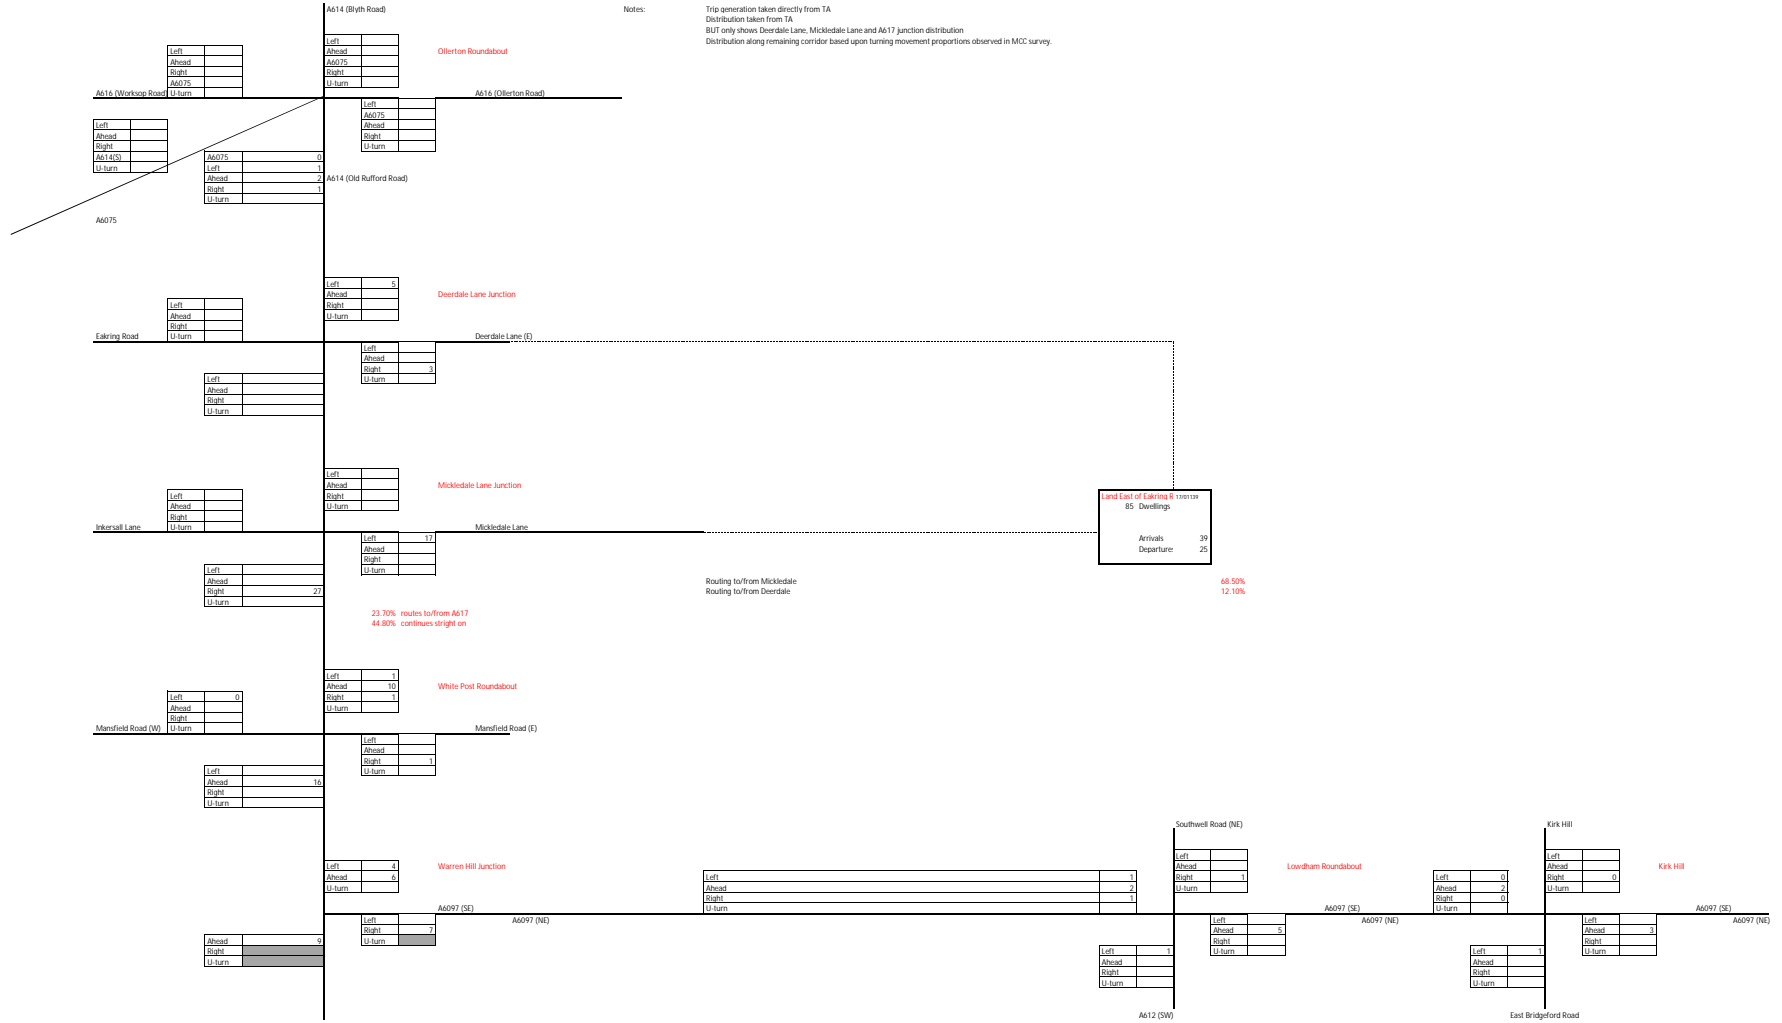 A614 (Blyth Road)
Notes:
Trip generation taken directly from TA
Distribution taken from TA
BUT only shows Deerdale Lane, Mickledale Lane and A617 junction distribution
Distribution along remaining corridor based upon turning movement proportions observed in MCC survey.
Left
Ahead
A6075
Right
U-turn
Ollerton Roundabout
Left
Ahead
Right
A6075
U-turn
A616 (Worksop Road)
A616 (Ollerton Road)
Left
A6075
Ahead
Right
U-turn
Left
Ahead
Right
A614(S)
U-turn
A6075 0
Left 1
Ahead 2
Right 1
U-turn
A614 (Old Rufford Road)
A6075
Left 5
Ahead
Right
U-turn
Deerdale Lane Junction
Left
Ahead
Right
U-turn
Eakring Road
Deerdale Lane (E)
Left
Ahead
Right 3
U-turn
Left
Ahead
Right
U-turn
Left
Ahead
Right
U-turn
Mickledale Lane Junction
Left
Ahead
Right
U-turn
Inkersall Lane
Mickledale Lane
Left 17
Ahead
Right
U-turn
Land East of Eakring R 17/01139
85 Dwellings
Arrivals 39
Departure: 25
Left
Ahead
Right 27
U-turn
Routing to/from Mickledale 68.50%
Routing to/from Deerdale 12.10%
23.70% routes to/from A617
44.80% continues stright on
Left 1
Ahead 10
Right 1
U-turn
White Post Roundabout
Left 0
Ahead
Right
U-turn
Mansfield Road (W)
Mansfield Road (E)
Left
Ahead
Right 1
U-turn
Left
Ahead 16
Right
U-turn
Left 4
Ahead 6
U-turn
Warren Hill Junction
A6097 (SE)
A6097 (NE)
Left
Right 7
U-turn
Ahead 9
Right
U-turn
Left 1
Ahead 2
Right 1
U-turn
Southwell Road (NE)
Left
Ahead
Right 1
U-turn
Lowdham Roundabout
A6097 (SE)
A6097 (NE)
Left
Ahead 5
Right
U-turn
Left 1
Ahead
Right
U-turn
A612 (SW)
Left 0
Ahead 2
Right 0
U-turn
Kirk Hill
Left
Ahead
Right 0
U-turn
Kirk Hill
A6097 (SE)
A6097 (NE)
Left
Ahead 3
Right
U-turn
Left 1
Ahead
Right
U-turn
East Bridgeford Road